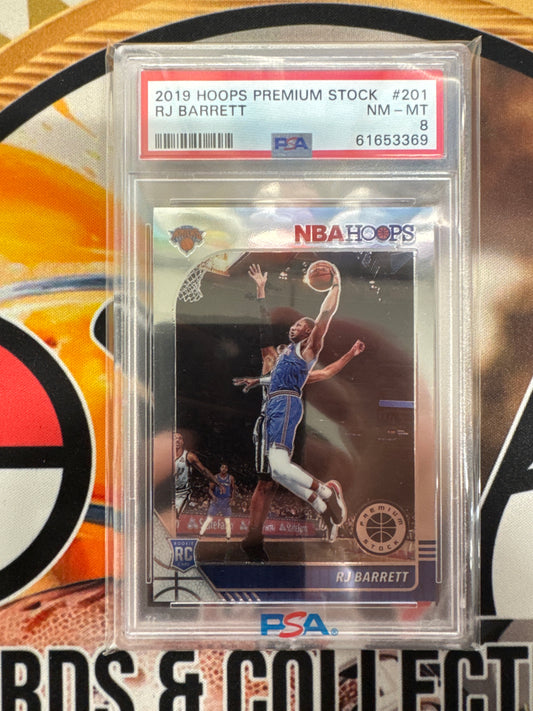 2019 HOOPS PREMIUM STOCK #201
RJ BARRETT NM-MT
8
PSA 61653369
NBA HOOPS
PREMIUM
STOCK
ROOKIE
RC
RJ BARRETT
PSA
RDS & COLLECT